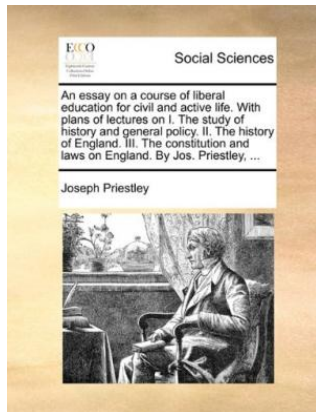 ECCO
Social Sciences
An essay on a course of liberal
education for civil and active life. With
plans of lectures on I. The study of
history and general policy. II. The history
of England. III. The constitution and
laws on England. By Jos. Priestley, ...
Joseph Priestley